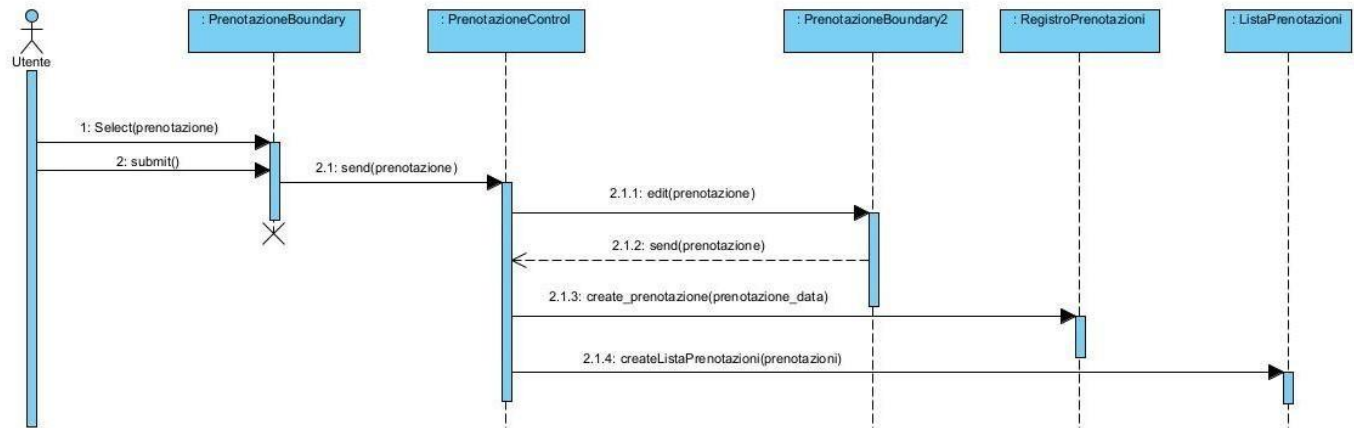 : PrenotazioneBoundary
: PrenotazioneControl
: PrenotazioneBoundary2
: RegistroPrenotazioni
: ListaPrenotazioni
Utente
1: Select(prenotazione)
2: submit()
2.1: send(prenotazione)
2.1.1: edit(prenotazione)
2.1.2: send(prenotazione)
2.1.3: create_prenotazione(prenotazione_data)
2.1.4: createListaPrenotazioni(prenotazioni)